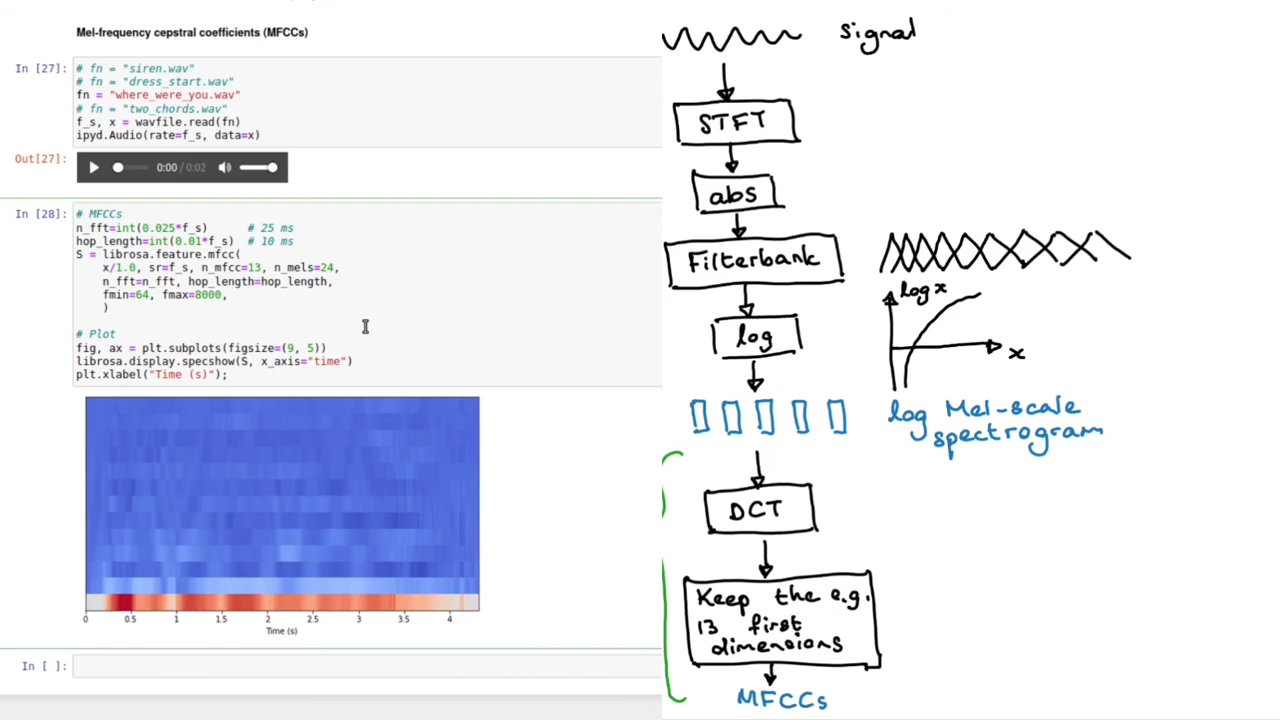 Mel-frequency cepstral coefficients (MFCCs)
In [27]:
# fn = "siren.wav"
# fn = "dress_start.wav"
fn = "where_were_you.wav"
# fn = "two_chords.wav"
f_s, x = wavfile.read(fn)
ipyd.Audio(rate=f_s, data=x)
Out[27]:
0:00 / 0:02
In [28]:
# MFCCs
n_fft=int(0.025*f_s)      # 25 ms
hop_length=int(0.01*f_s)  # 10 ms
S = librosa.feature.mfcc(
    x/1.0, sr=f_s, n_mfcc=13, n_mels=24,
    n_fft=n_fft, hop_length=hop_length,
    fmin=64, fmax=8000,
    )
# Plot
fig, ax = plt.subplots(figsize=(9, 5))
librosa.display.specshow(S, x_axis="time")
plt.xlabel("Time (s)");
0 0.5 1 1.5 2 2.5 3 3.5 4
Time (s)
In [ ]:
signal
STFT
abs
Filterbank
log x
x
log
log Mel-scale
spectrogram
DCT
Keep the e.g.
13 first
dimensions
MFCCs